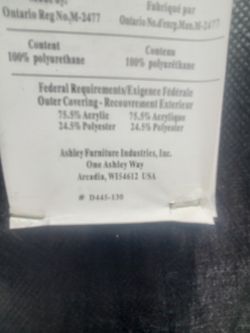 Fabriqué par
Ontario Reg No.M-2477 Ontario No.d'enrg.Man.M-2477
Content Contenu
100% polyurethane 100% polyuréthane
Federal Requirements/Exigence Fédérale
Outer Covering - Recouvrement Exterieur
75.5% Acrylic 75.5% Acrylique
24.5% Polyester 24.5% Polyester
Ashley Furniture Industries, Inc.
One Ashley Way
Arcadia, WI54612 USA
# D445-130